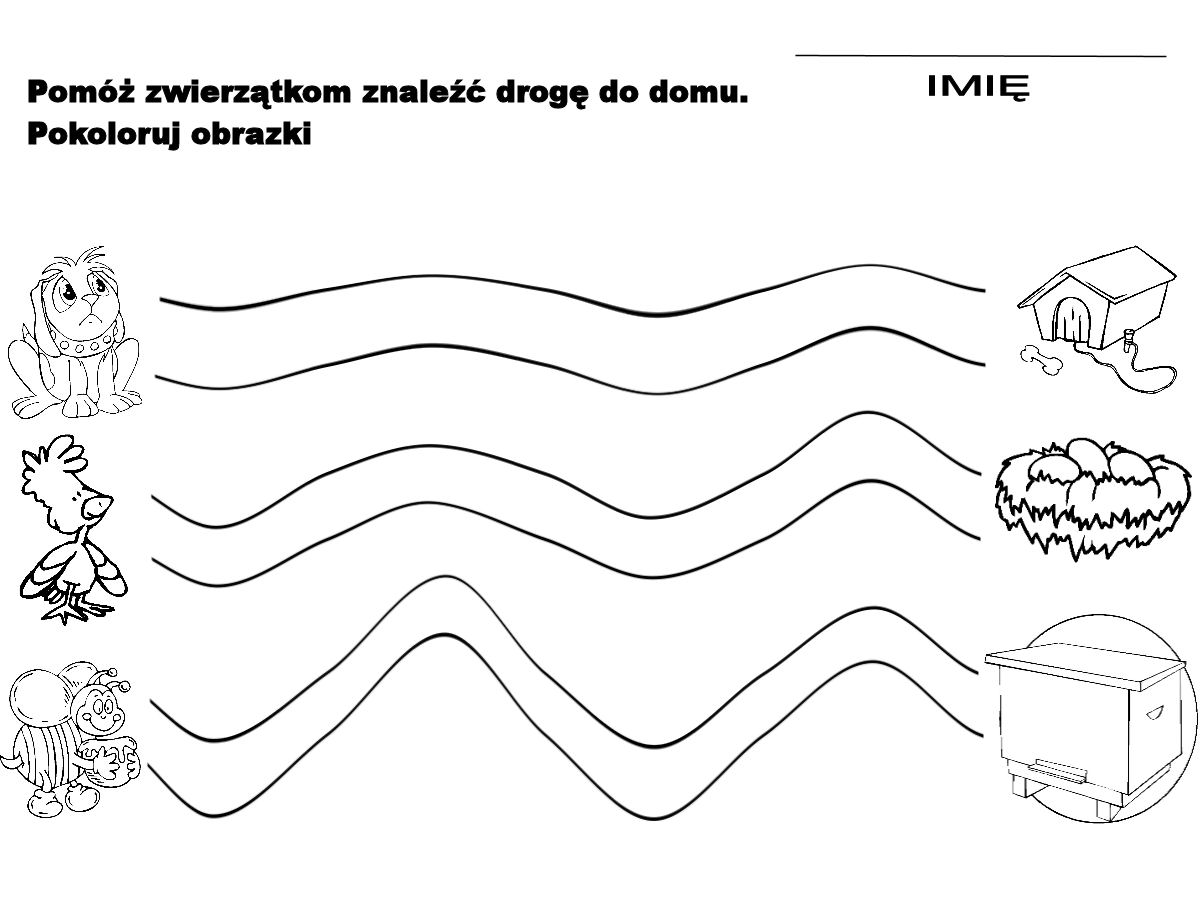 IMIĘ
Pomóż zwierzątkom znaleźć drogę do domu.
Pokoloruj obrazki